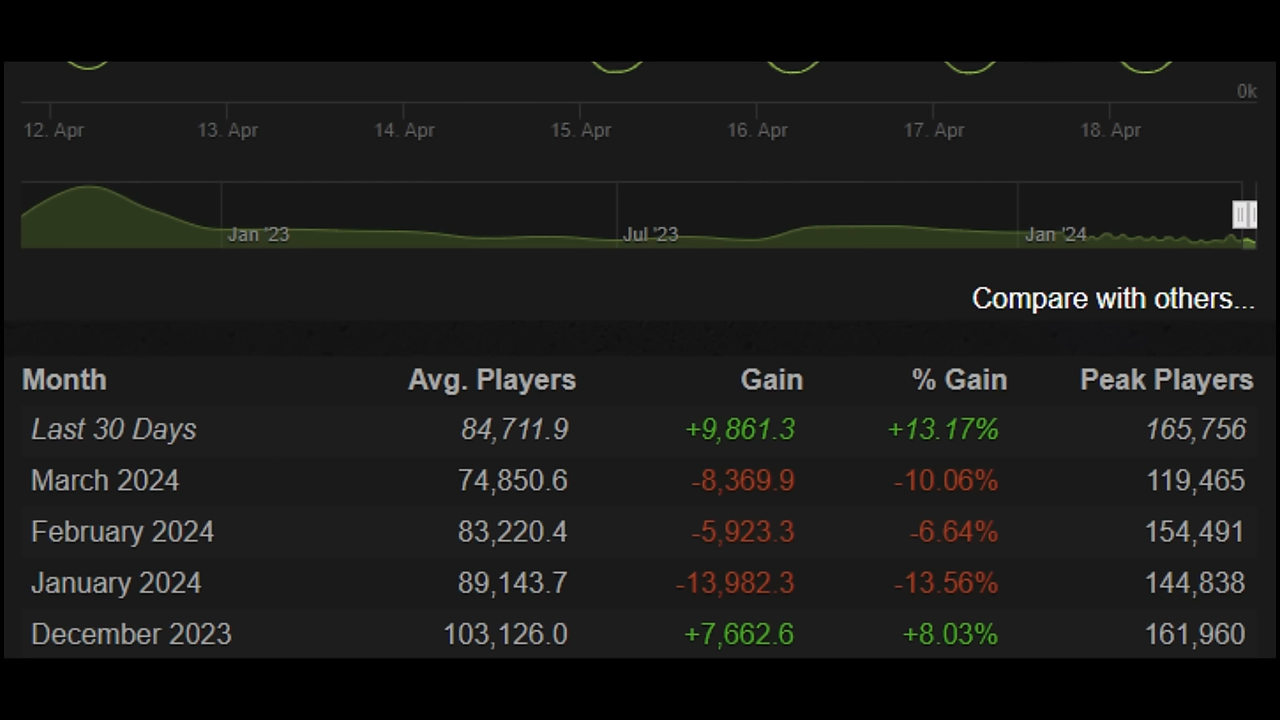 0k
12. Apr 13. Apr 14. Apr 15. Apr 16. Apr 17. Apr 18. Apr
Jan '23 Jul '23 Jan '24
Compare with others...
Month Avg. Players Gain % Gain Peak Players
Last 30 Days 84,711.9 +9,861.3 +13.17% 165,756
March 2024 74,850.6 -8,369.9 -10.06% 119,465
February 2024 83,220.4 -5,923.3 -6.64% 154,491
January 2024 89,143.7 -13,982.3 -13.56% 144,838
December 2023 103,126.0 +7,662.6 +8.03% 161,960